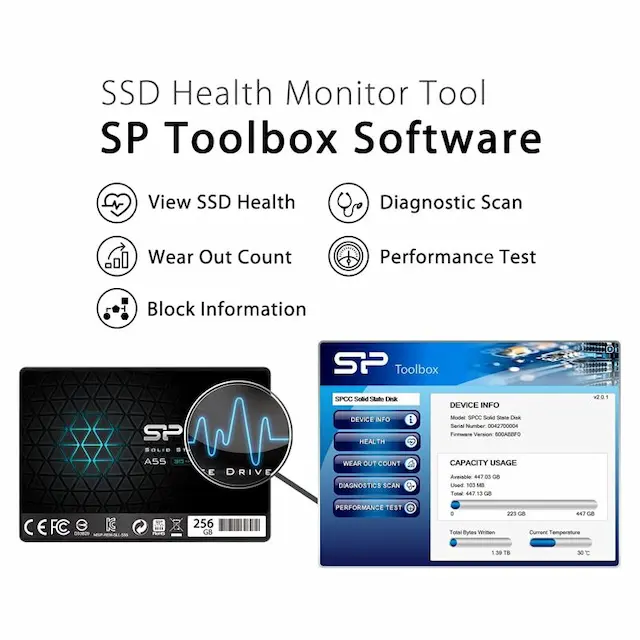 SSD Health Monitor Tool
SP Toolbox Software
View SSD Health
Diagnostic Scan
Wear Out Count
Performance Test
Block Information
SP
A55
E DRIVE
CE FC
256
GB
SP Toolbox
v2.0.1
SPCC Solid State Disk
DEVICE INFO
HEALTH
WEAR OUT COUNT
DIAGNOSTICS SCAN
PERFORMANCE TEST
DEVICE INFO
Model: SPCC Solid State Disk
Serial Number: 0042700004
CAPACITY USAGE
Available: 447.03 GB
Used: 103 MB
Total: 447.13 GB
0 223 GB 447 GB
Total Bytes Written
1.39 TB
Current Temperature
30 °C